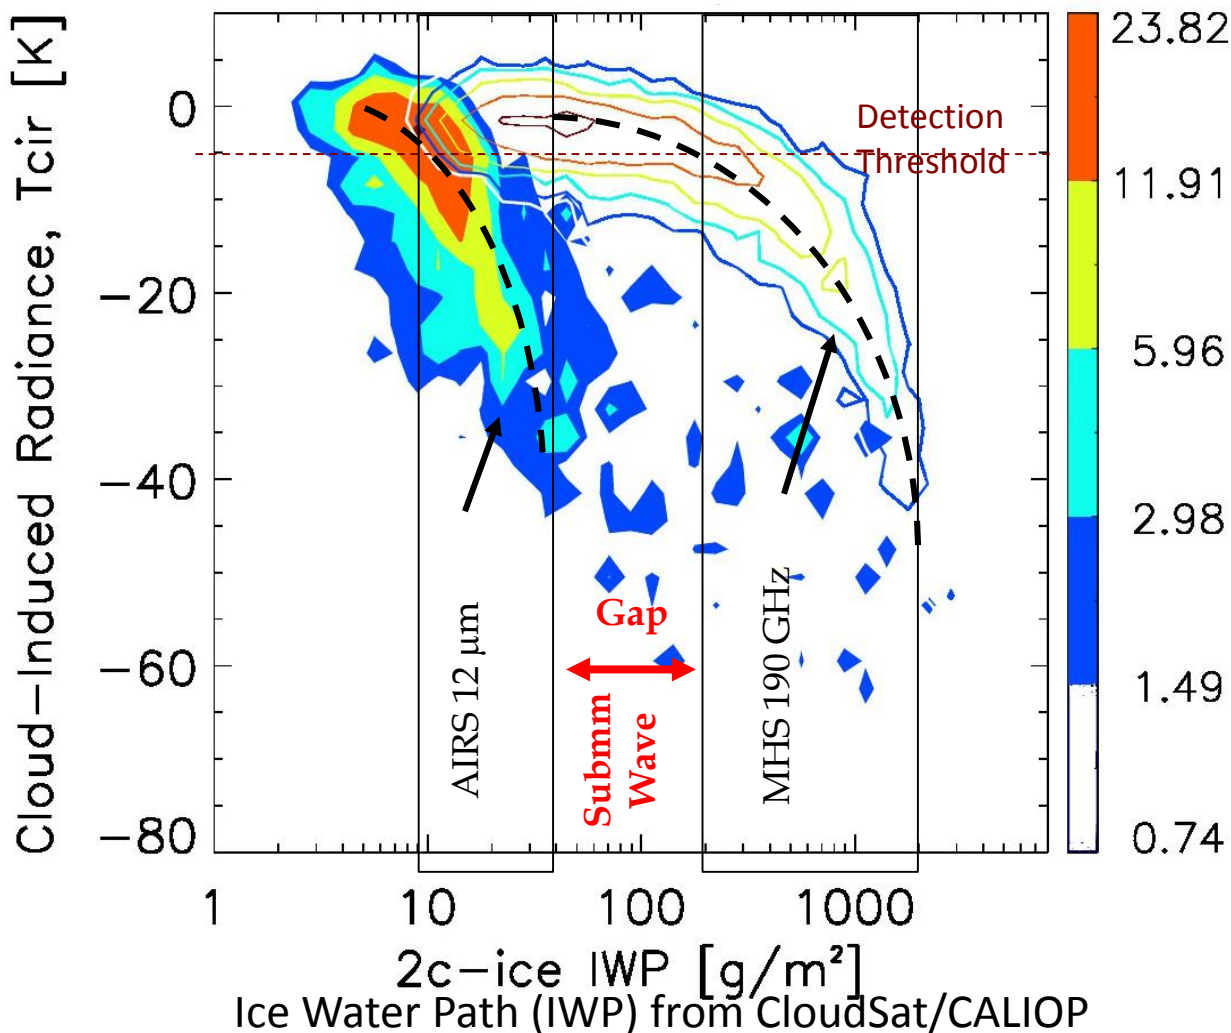 Cloud-Induced Radiance, Tcir [K]
0
-20
-40
-60
-80
Detection
Threshold
AIRS 12 μm
Gap
Submm
Wave
MHS 190 GHz
23.82
11.91
5.96
2.98
1.49
0.74
1
10
100
1000
2c-ice IWP [g/m²]
Ice Water Path (IWP) from CloudSat/CALIOP